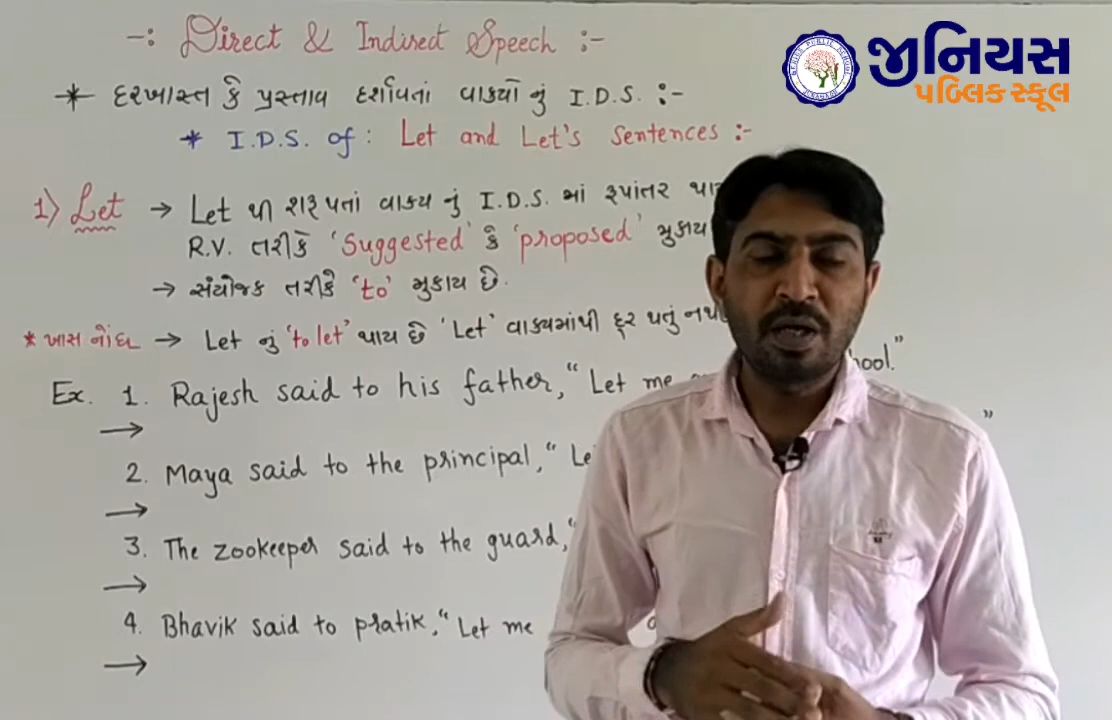 -: Direct & Indirect Speech :-
જીનિયસ
પબ્લિક સ્કૂલ
* દરખાસ્ત કે પ્રસ્તાવ દર્શાવતાં વાક્યો નું I.D.S. :-
* I.D.S. of : Let and Let's sentences :-
1) Let → Let થી શરૂ થતાં વાક્ય નું I.D.S. માં રૂપાંતર
R.V. તરીકે 'Suggested' કે 'proposed' મુકાય
→ સંયોજક તરીકે 'to' મુકાય છે.
* ખાસ નોંધ → Let નું 'to let' થાય છે 'Let' વાક્યમાંથી દૂર થતું
Ex. 1. Rajesh said to his father, “ Let me
→
2. Maya said to the principal, “
→
3. The zookeeper said to the guard, “
→
4. Bhavik said to pratik, “ Let me
→